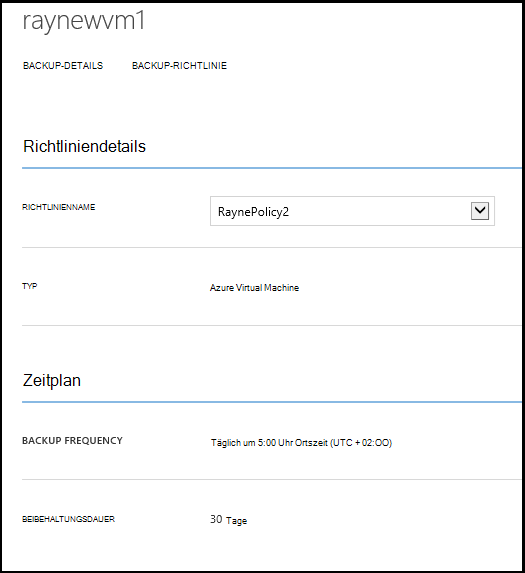 raynewvm1
BACKUP-DETAILS BACKUP-RICHTLINIE
Richtliniendetails
RICHTLINIENNAME RaynePolicy2
TYP Azure Virtual Machine
Zeitplan
BACKUP FREQUENCY Täglich um 5:00 Uhr Ortszeit (UTC + 02:OO)
BEIBEHALTUNGSDAUER 30 Tage